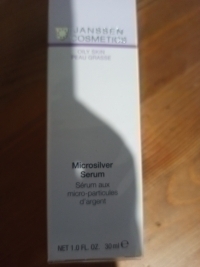 JANSSEN
COSMETICS
OILY SKIN
PEAU GRASSE
Microsilver
Serum
Sérum aux
micro-particules
d'argent
NET 1.0 FL. OZ. 30 ml ℮